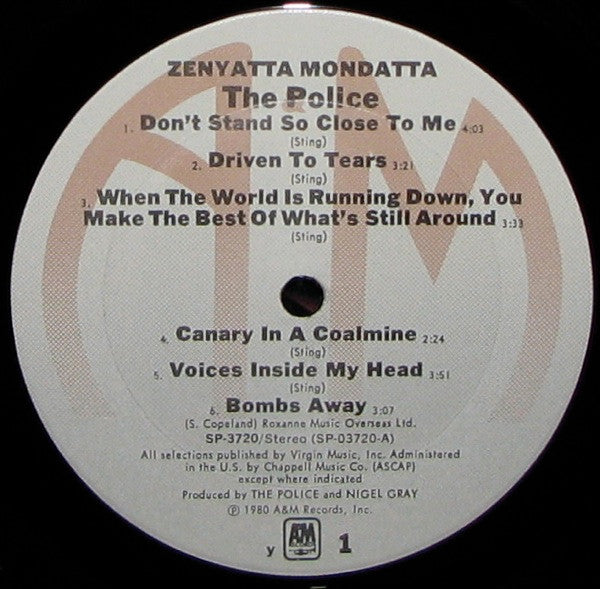 ZENYATTA MONDATTA
The Police
1. Don't Stand So Close To Me 4:03
(Sting)
2. Driven To Tears 3:21
(Sting)
3. When The World Is Running Down, You
Make The Best Of What's Still Around 3:33
(Sting)
4. Canary In A Coalmine 2:24
(Sting)
5. Voices Inside My Head 3:51
(Sting)
6. Bombs Away 3:07
(S. Copeland) Roxanne Music Overseas Ltd.
SP-3720/Stereo (SP-03720-A)
All selections published by Virgin Music, Inc. Administered
in the U.S. by Chappell Music Co. (ASCAP)
except where indicated
Produced by THE POLICE and NIGEL GRAY
℗ 1980 A&M Records, Inc.
y A&M RECORDS 1